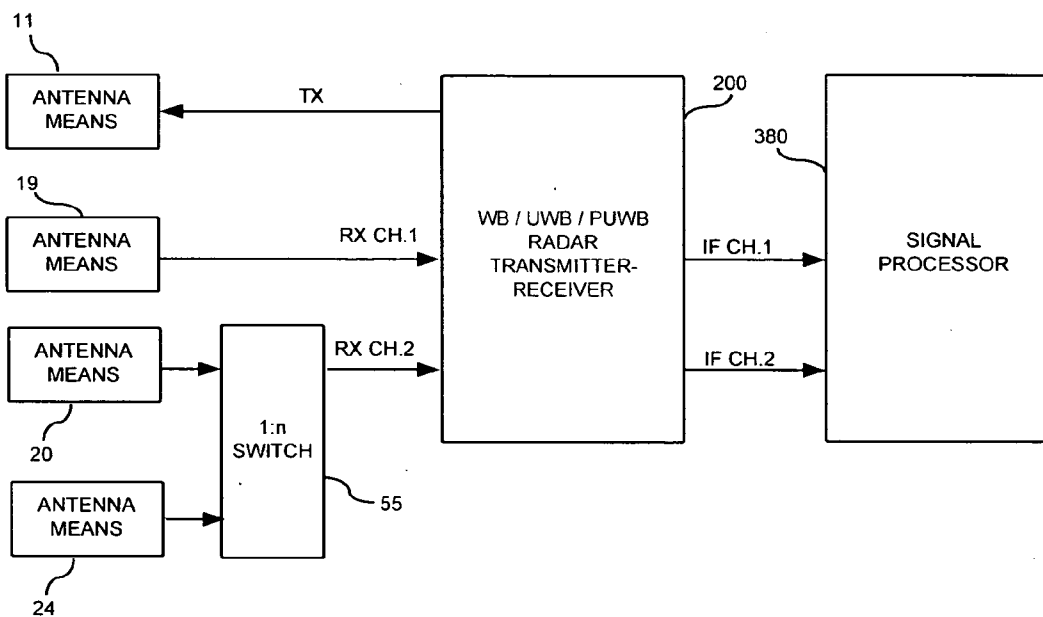 11
ANTENNA
MEANS
TX
200
380
19
ANTENNA
MEANS
RX CH.1
WB / UWB / PUWB
RADAR
TRANSMITTER-
RECEIVER
IF CH.1
SIGNAL
PROCESSOR
ANTENNA
MEANS
20
RX CH.2
IF CH.2
1:n
SWITCH
55
ANTENNA
MEANS
24